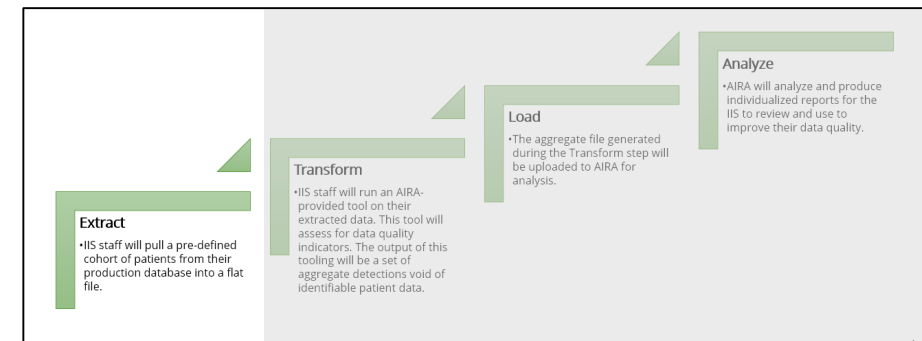 Extract
•IIS staff will pull a pre-defined
cohort of patients from their
production database into a flat
file.
Transform
•IIS staff will run an AIRA-
provided tool on their
extracted data. This tool will
assess for data quality
indicators. The output of this
tooling will be a set of
aggregate detections void of
identifiable patient data.
Load
•The aggregate file generated
during the Transform step will
be uploaded to AIRA for
analysis.
Analyze
•AIRA will analyze and produce
individualized reports for the
IIS to review and use to
improve their data quality.